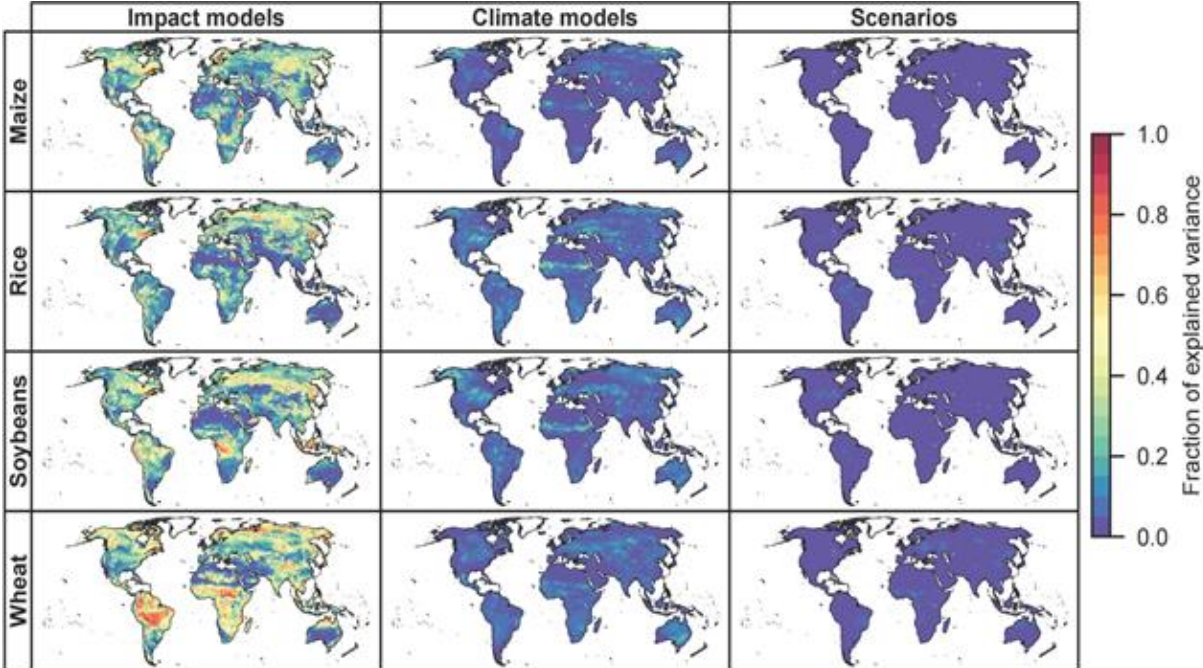 Impact models
Climate models
Scenarios
Maize
Rice
Soybeans
Wheat
1.0
0.8
0.6
0.4
0.2
0.0
Fraction of explained variance